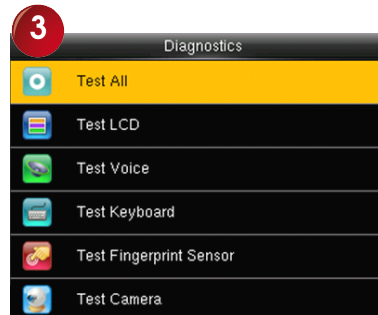 3
Diagnostics
Test All
Test LCD
Test Voice
Test Keyboard
Test Fingerprint Sensor
Test Camera